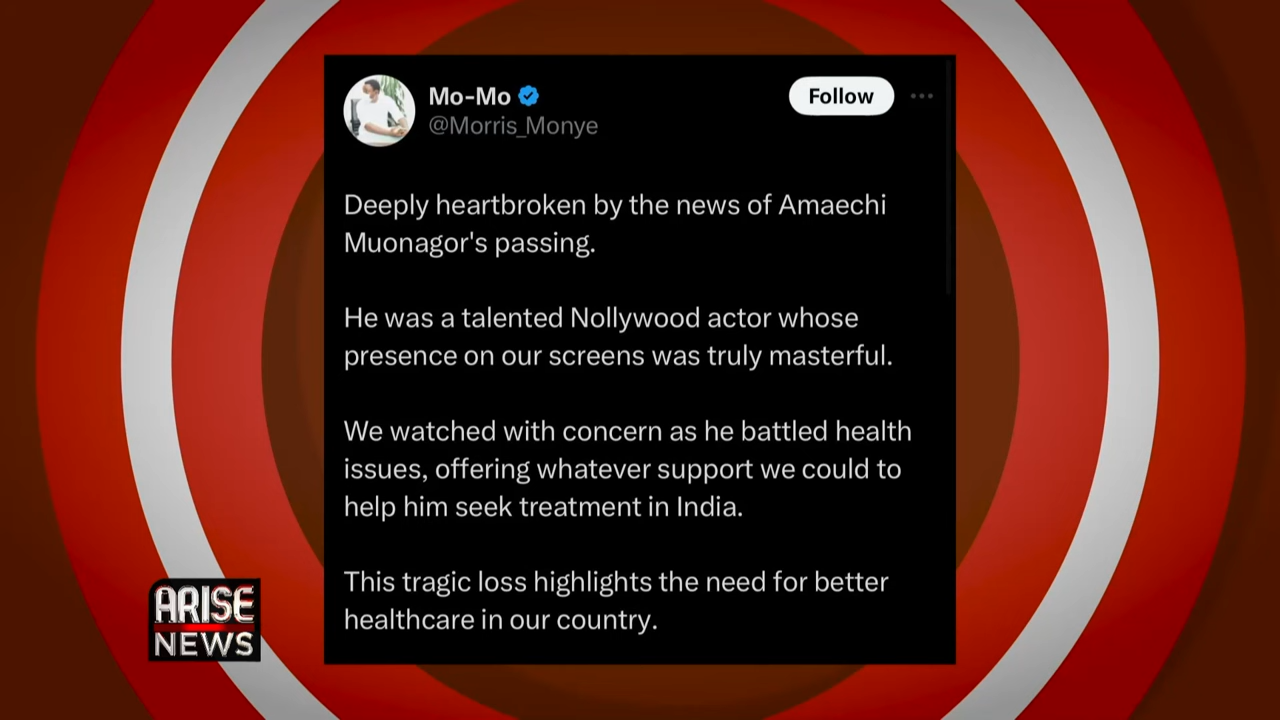 Mo-Mo
@Morris_Monye
Follow
Deeply heartbroken by the news of Amaechi
Muonagor's passing.
He was a talented Nollywood actor whose
presence on our screens was truly masterful.
We watched with concern as he battled health
issues, offering whatever support we could to
help him seek treatment in India.
This tragic loss highlights the need for better
healthcare in our country.
ARISE
NEWS